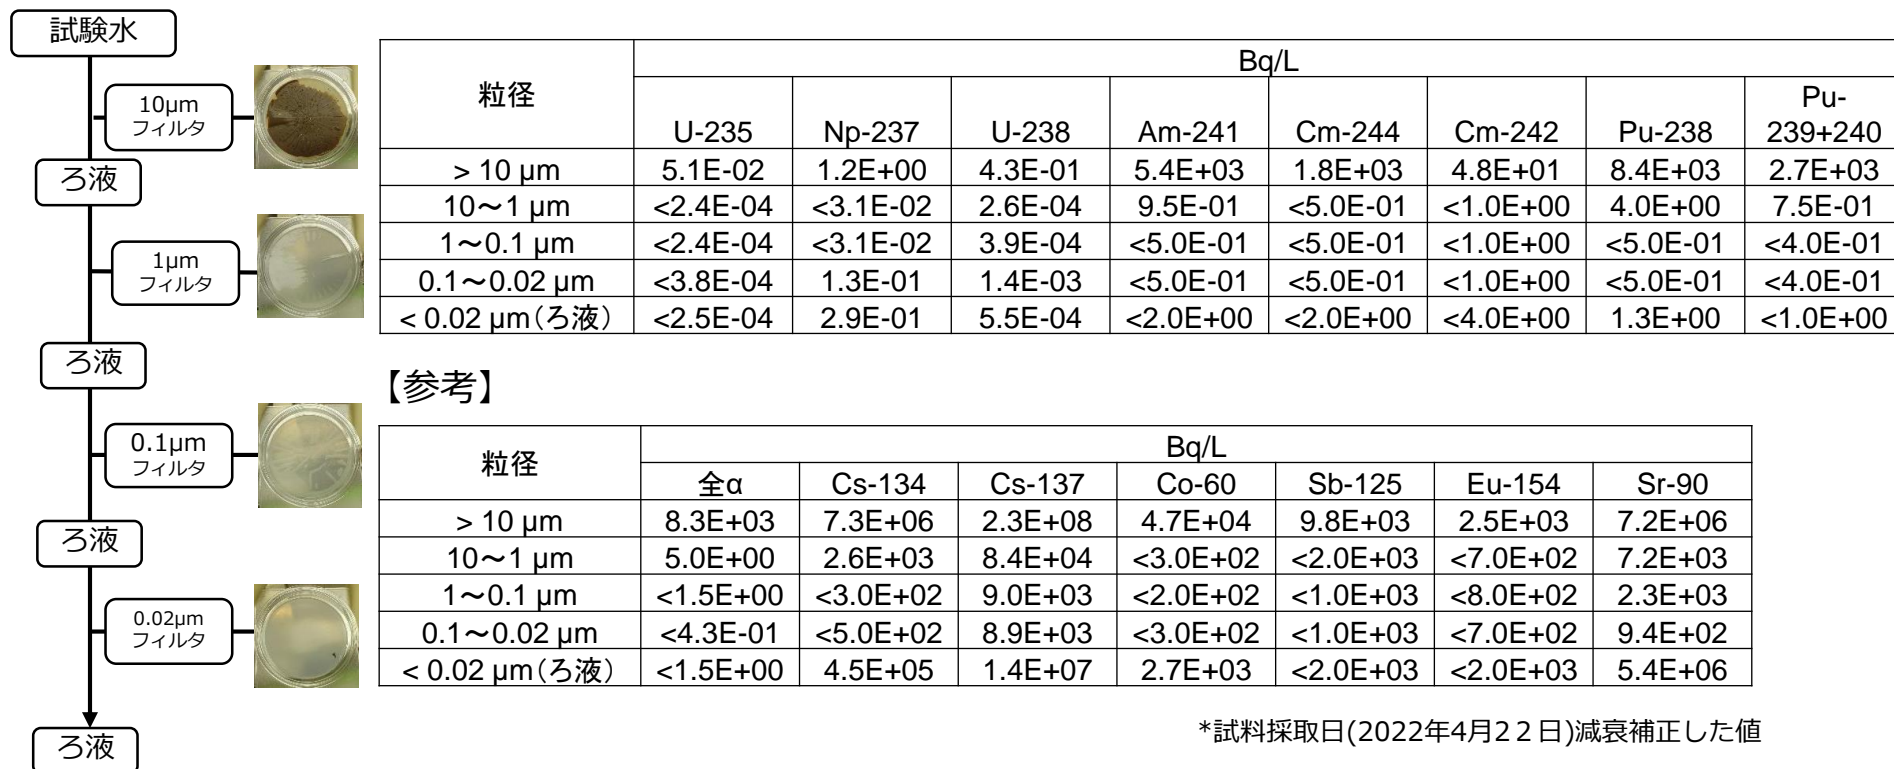 試験水
10µm
フィルタ
ろ液
1µm
フィルタ
ろ液
0.1µm
フィルタ
ろ液
0.02µm
フィルタ
ろ液
粒径 Bq/L
U-235 Np-237 U-238 Am-241 Cm-244 Cm-242 Pu-238 Pu-
239+240
> 10 µm 5.1E-02 1.2E+00 4.3E-01 5.4E+03 1.8E+03 4.8E+01 8.4E+03 2.7E+03
10～1 µm <2.4E-04 <3.1E-02 2.6E-04 9.5E-01 <5.0E-01 <1.0E+00 4.0E+00 7.5E-01
1～0.1 µm <2.4E-04 <3.1E-02 3.9E-04 <5.0E-01 <5.0E-01 <1.0E+00 <5.0E-01 <4.0E-01
0.1～0.02 µm <3.8E-04 1.3E-01 1.4E-03 <5.0E-01 <5.0E-01 <1.0E+00 <5.0E-01 <4.0E-01
< 0.02 µm（ろ液） <2.5E-04 2.9E-01 5.5E-04 <2.0E+00 <2.0E+00 <4.0E+00 1.3E+00 <1.0E+00
【参考】
粒径 Bq/L
全α Cs-134 Cs-137 Co-60 Sb-125 Eu-154 Sr-90
> 10 µm 8.3E+03 7.3E+06 2.3E+08 4.7E+04 9.8E+03 2.5E+03 7.2E+06
10～1 µm 5.0E+00 2.6E+03 8.4E+04 <3.0E+02 <2.0E+03 <7.0E+02 7.2E+03
1～0.1 µm <1.5E+00 <3.0E+02 9.0E+03 <2.0E+02 <1.0E+03 <8.0E+02 2.3E+03
0.1～0.02 µm <4.3E-01 <5.0E+02 8.9E+03 <3.0E+02 <1.0E+03 <7.0E+02 9.4E+02
< 0.02 µm（ろ液） <1.5E+00 4.5E+05 1.4E+07 2.7E+03 <2.0E+03 <2.0E+03 5.4E+06
*試料採取日(2022年4月２２日)減衰補正した値